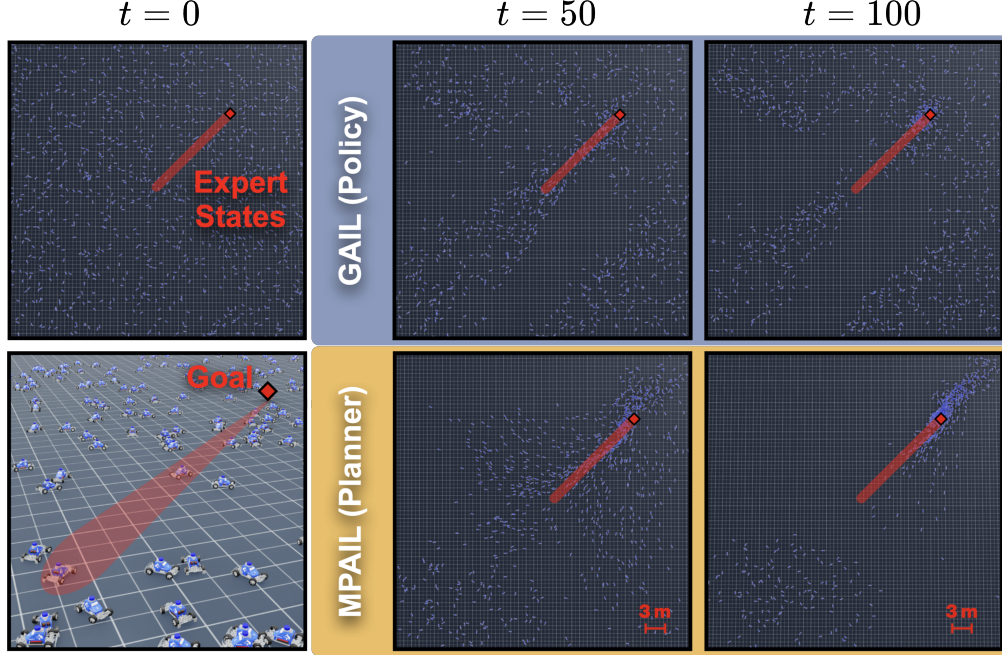 t = 0
t = 50
t = 100
Expert
States
GAIL (Policy)
Goal
MPAIL (Planner)
3 m
3 m